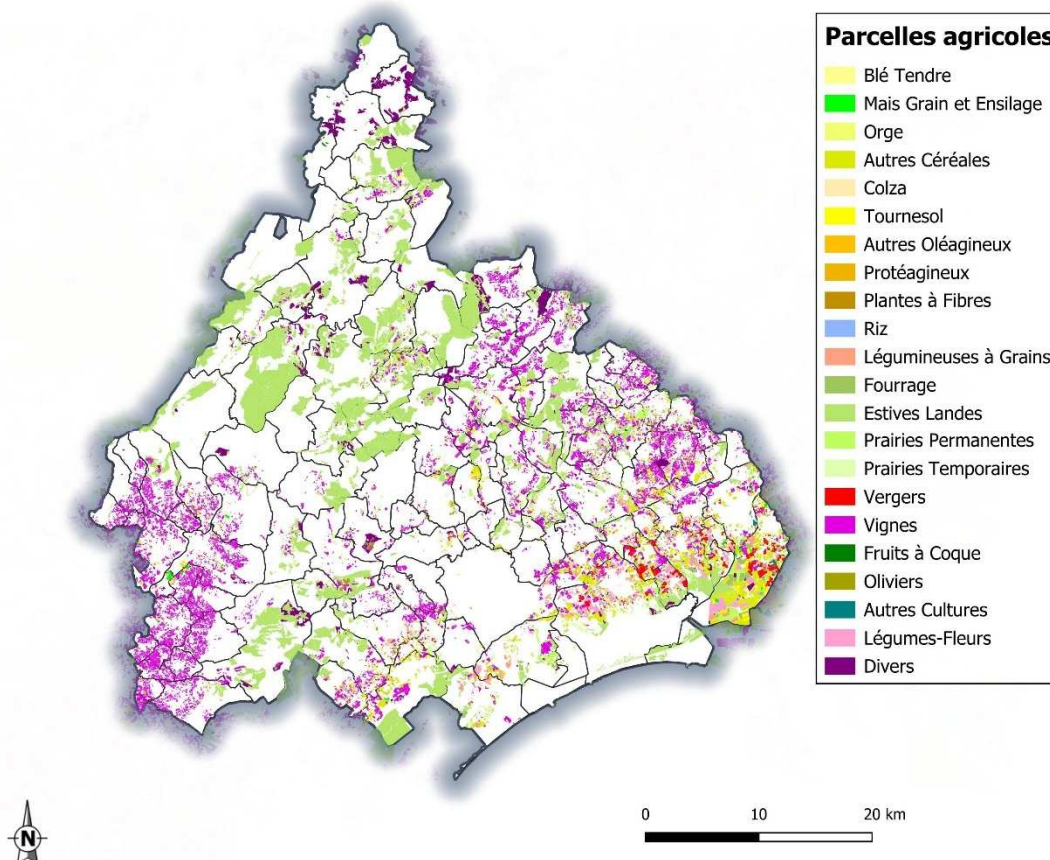 Parcelles agricoles
Blé Tendre
Mais Grain et Ensilage
Orge
Autres Céréales
Colza
Tournesol
Autres Oléagineux
Protéagineux
Plantes à Fibres
Riz
Légumineuses à Grains
Fourrage
Estives Landes
Prairies Permanentes
Prairies Temporaires
Vergers
Vignes
Fruits à Coque
Oliviers
Autres Cultures
Légumes-Fleurs
Divers
0 10 20 km
N